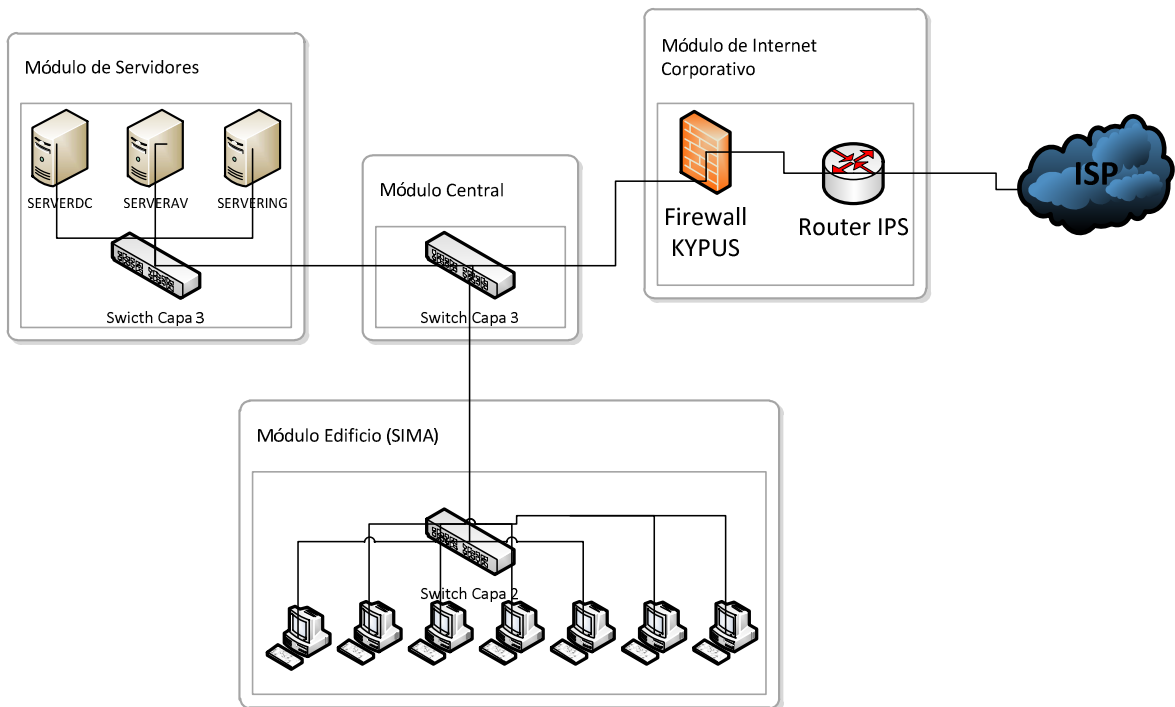 Módulo de Servidores
SERVERDC
SERVERAV
SERVERING
Swicth Capa 3
Módulo Central
Switch Capa 3
Módulo de Internet
Corporativo
Firewall
KYPUS
Router IPS
ISP
Módulo Edificio (SIMA)
Switch Capa 2